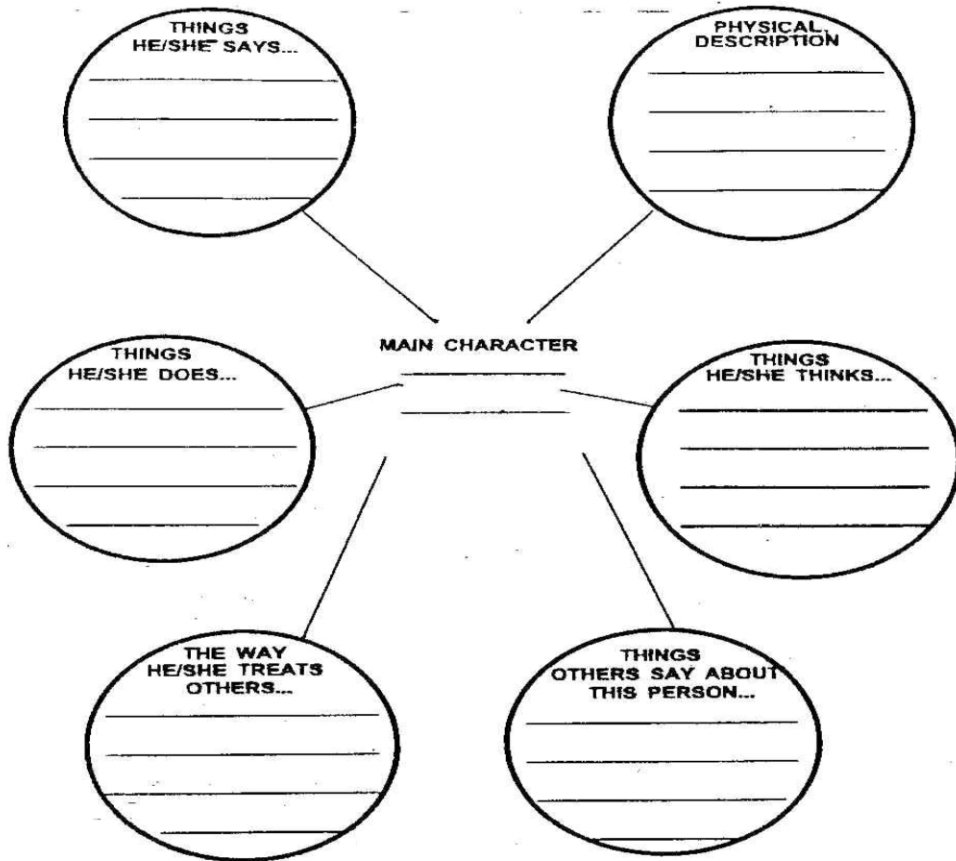 THINGS
HE/SHE SAYS...
PHYSICAL
DESCRIPTION
MAIN CHARACTER
THINGS
HE/SHE DOES...
THINGS
HE/SHE THINKS...
THE WAY
HE/SHE TREATS
OTHERS...
THINGS
OTHERS SAY ABOUT
THIS PERSON...